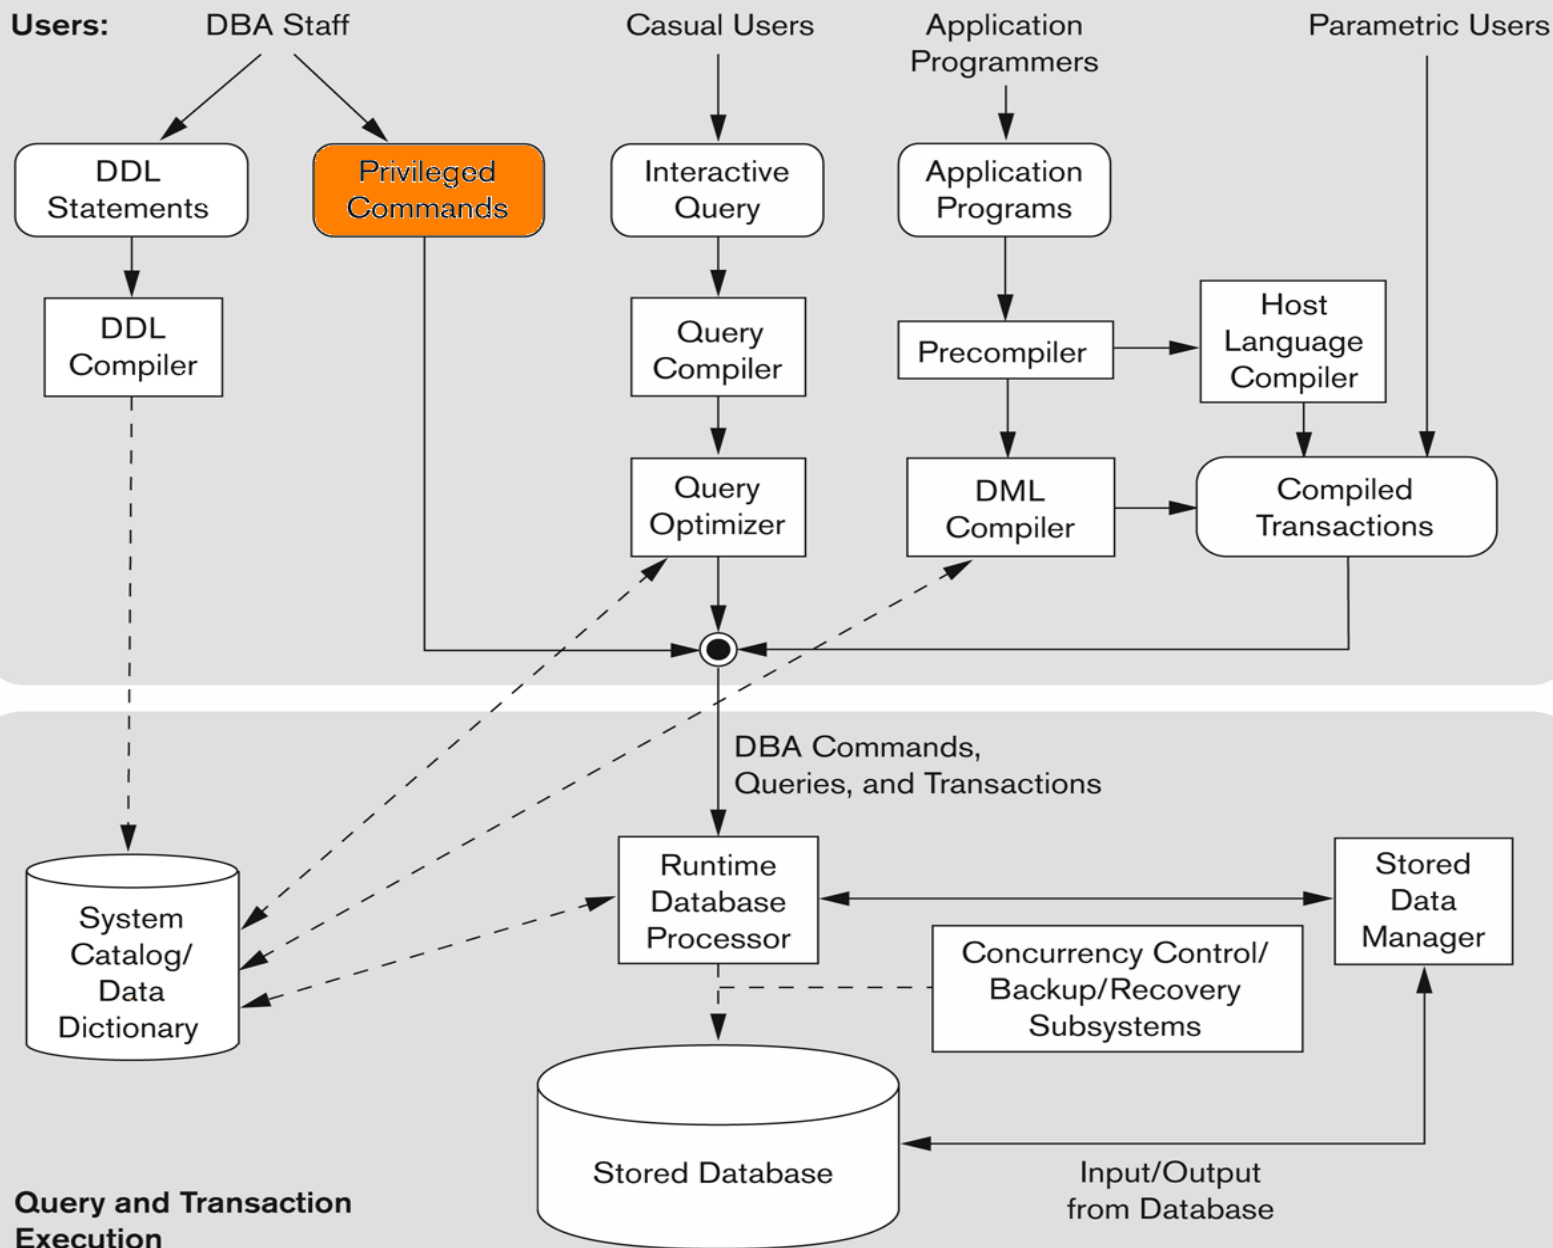 Users:
DBA Staff
Casual Users
Application
Programmers
Parametric Users
DDL
Statements
Privileged
Commands
Interactive
Query
Application
Programs
DDL
Compiler
Query
Compiler
Precompiler
Host
Language
Compiler
Query
Optimizer
DML
Compiler
Compiled
Transactions
DBA Commands,
Queries, and Transactions
System
Catalog/
Data
Dictionary
Runtime
Database
Processor
Stored
Data
Manager
Concurrency Control/
Backup/Recovery
Subsystems
Stored Database
Input/Output
from Database
Query and Transaction
Execution